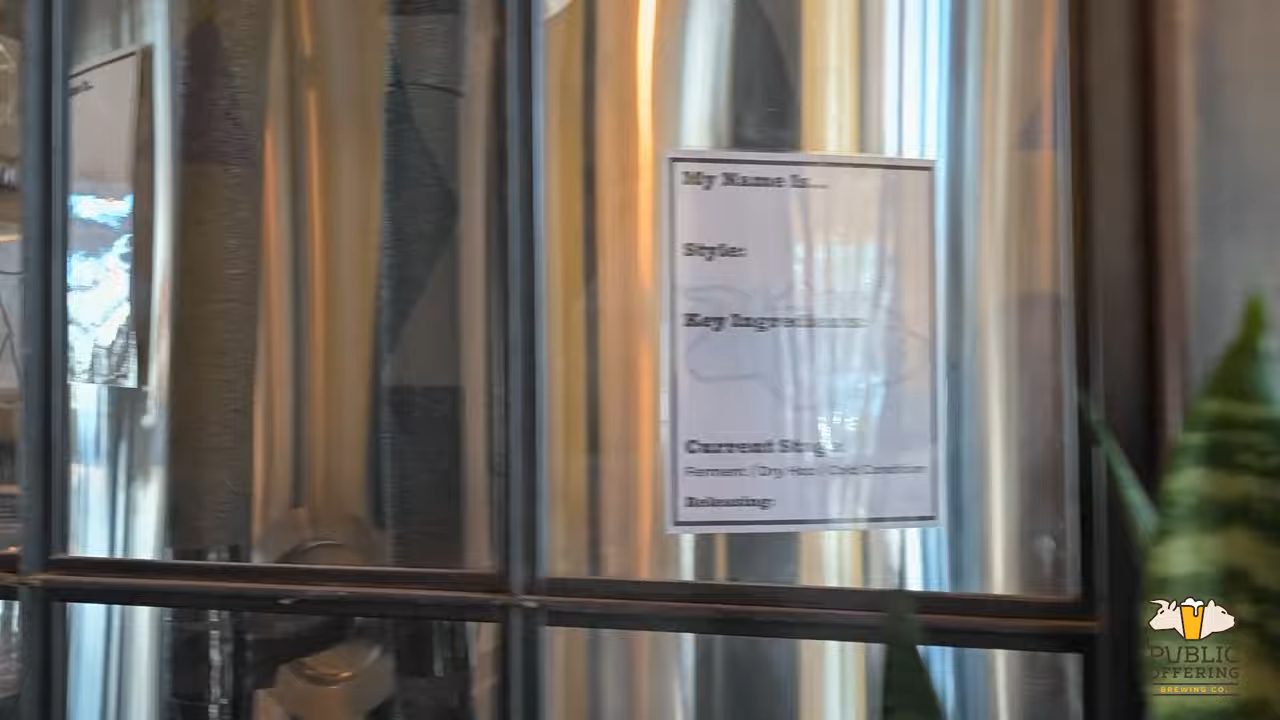 My Name Is...
Style:
Key Ingredients:
Current Stage:
Ferment | Dry Hop | Cold Condition
Releasing:
PUBLIC
OFFERING
BREWING CO.